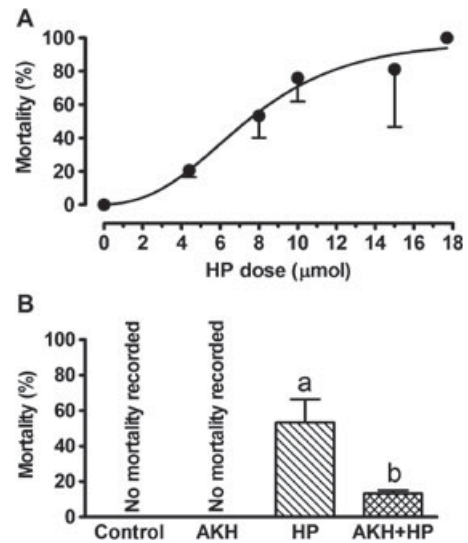 A
Mortality (%)
100
80
60
40
20
0
0 2 4 6 8 10 12 14 16 18
HP dose (μmol)
B
Mortality (%)
100
80
60
40
20
0
No mortality recorded
No mortality recorded
a
b
Control AKH HP AKH+HP